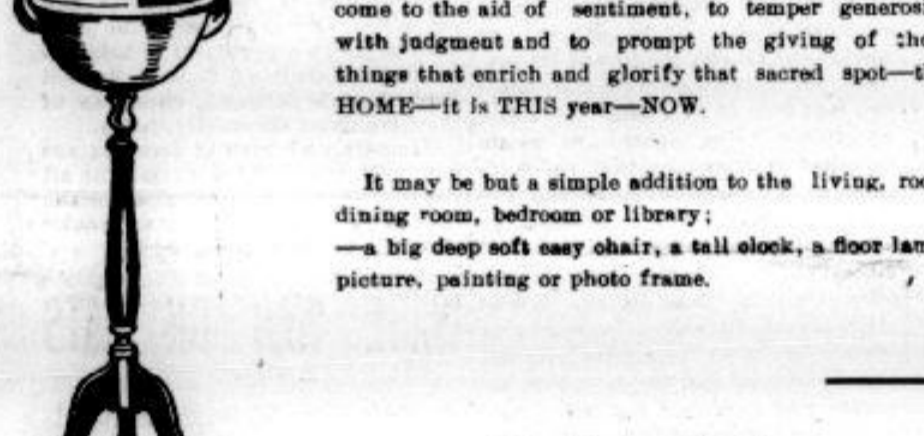 come to the aid of sentiment, to temper generosi
with judgment and to prompt the giving of the
things that enrich and glorify that sacred spot—t
HOME—it is THIS year—NOW.
It may be but a simple addition to the living, roo
dining room, bedroom or library;
—a big deep soft easy chair, a tall clock, a floor lam
picture, painting or photo frame.